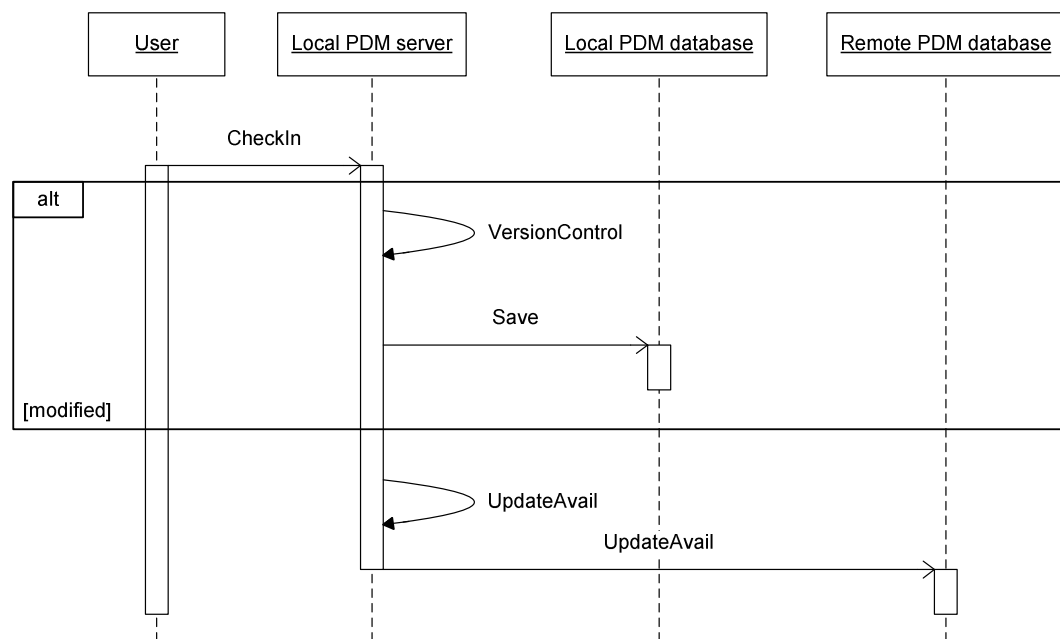 User
Local PDM server
Local PDM database
Remote PDM database
CheckIn
alt
VersionControl
Save
[modified]
UpdateAvail
UpdateAvail